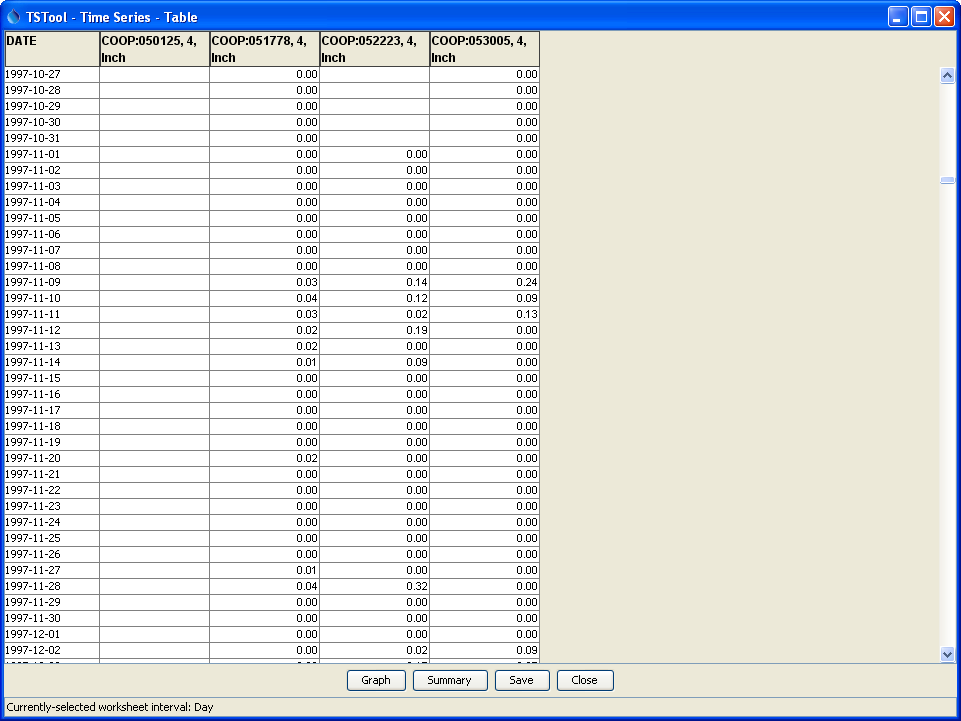 TSTool - Time Series - Table
DATE COOP:050125, 4, Inch COOP:051778, 4, Inch COOP:052223, 4, Inch COOP:053005, 4, Inch
1997-10-27 0.00 0.00
1997-10-28 0.00 0.00
1997-10-29 0.00 0.00
1997-10-30 0.00 0.00
1997-10-31 0.00 0.00
1997-11-01 0.00 0.00 0.00
1997-11-02 0.00 0.00 0.00
1997-11-03 0.00 0.00 0.00
1997-11-04 0.00 0.00 0.00
1997-11-05 0.00 0.00 0.00
1997-11-06 0.00 0.00 0.00
1997-11-07 0.00 0.00 0.00
1997-11-08 0.00 0.00 0.00
1997-11-09 0.03 0.14 0.24
1997-11-10 0.04 0.12 0.09
1997-11-11 0.03 0.02 0.13
1997-11-12 0.02 0.19 0.00
1997-11-13 0.02 0.00 0.00
1997-11-14 0.01 0.09 0.00
1997-11-15 0.00 0.00 0.00
1997-11-16 0.00 0.00 0.00
1997-11-17 0.00 0.00 0.00
1997-11-18 0.00 0.00 0.00
1997-11-19 0.00 0.00 0.00
1997-11-20 0.02 0.00 0.00
1997-11-21 0.00 0.00 0.00
1997-11-22 0.00 0.00 0.00
1997-11-23 0.00 0.00 0.00
1997-11-24 0.00 0.00 0.00
1997-11-25 0.00 0.00 0.00
1997-11-26 0.00 0.00 0.00
1997-11-27 0.01 0.00 0.00
1997-11-28 0.04 0.32 0.00
1997-11-29 0.00 0.00 0.00
1997-11-30 0.00 0.00 0.00
1997-12-01 0.00 0.00 0.00
1997-12-02 0.00 0.02 0.09
Graph Summary Save Close
Currently-selected worksheet interval: Day